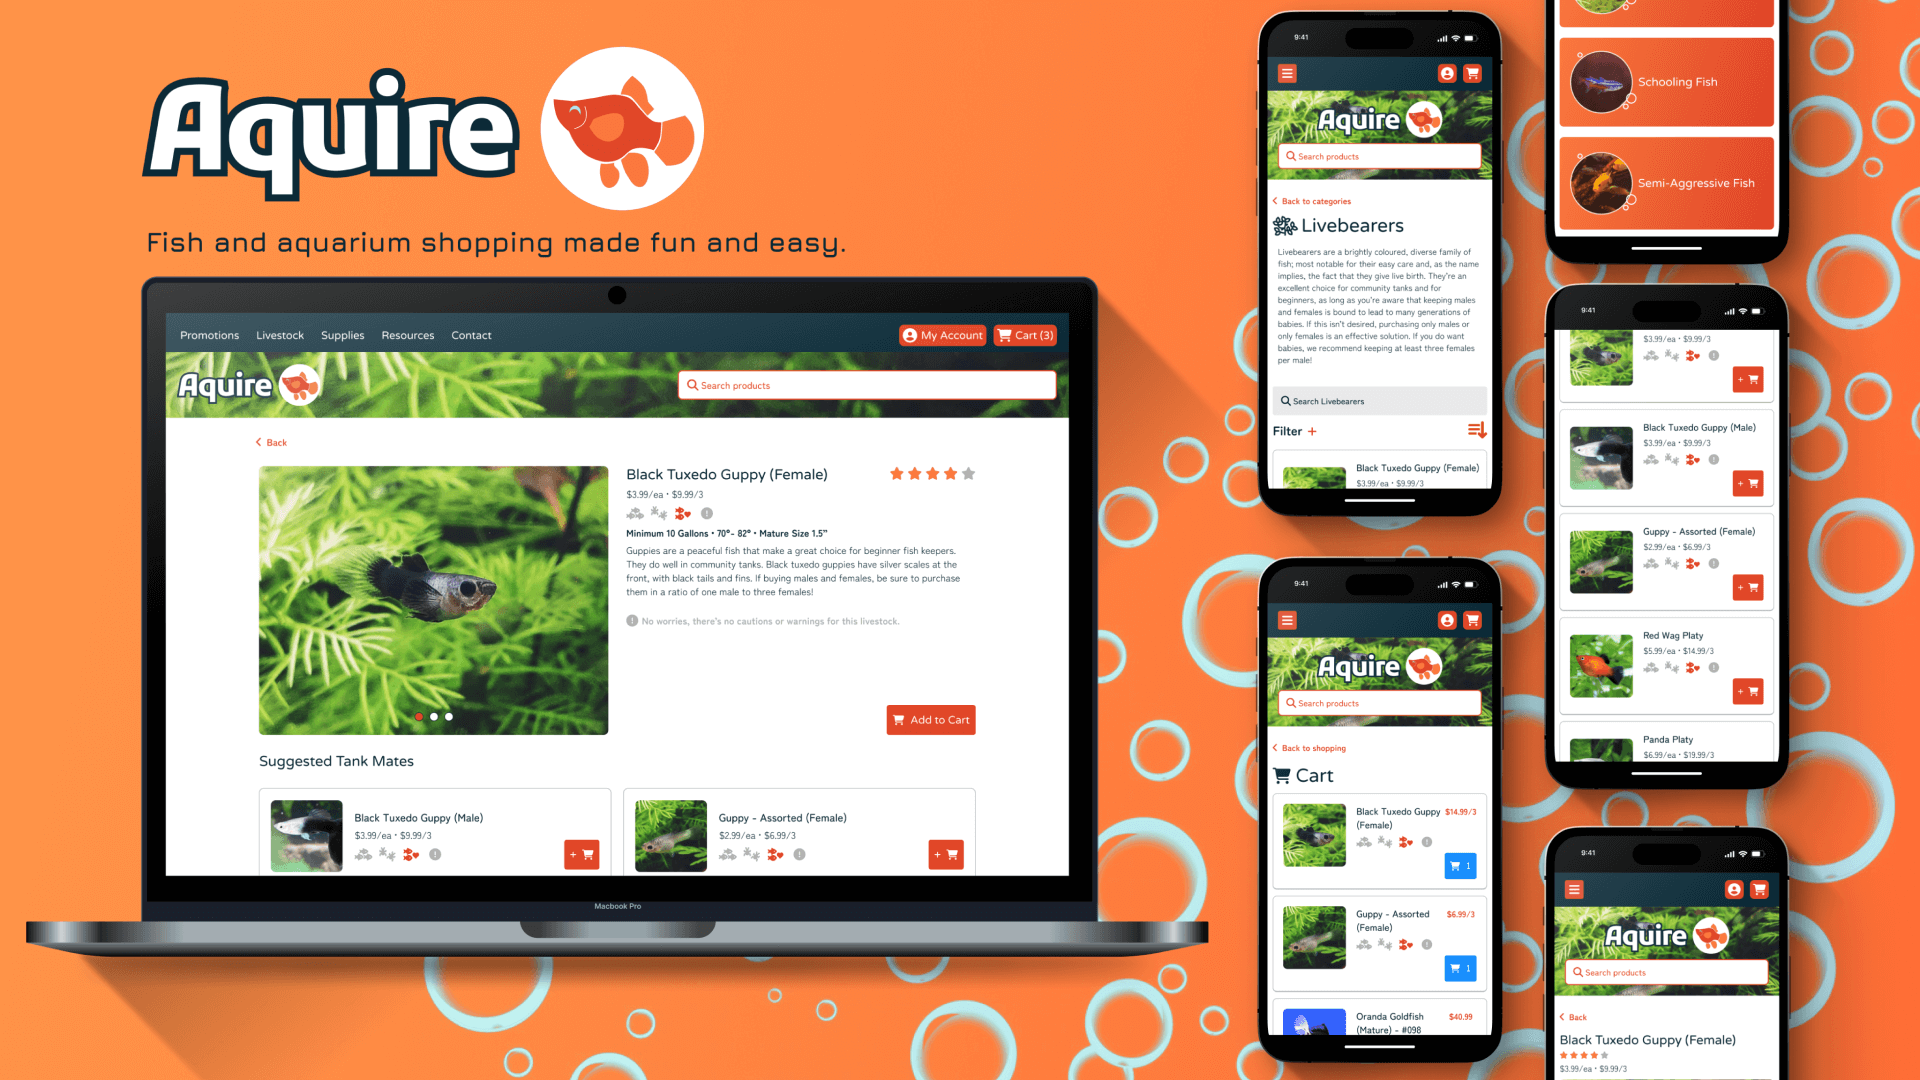 Aquire
Fish and aquarium shopping made fun and easy.
Promotions Livestock Supplies Resources Contact My Account Cart (3)
Aquire
Search products
Back
Black Tuxedo Guppy (Female)
$3.99/ea • $9.99/3
Minimum 10 Gallons • 70°- 82° • Mature Size 1.5"
Guppies are a peaceful fish that make a great choice for beginner fish keepers.
They do well in community tanks. Black tuxedo guppies have silver scales at the
front, with black tails and fins. If buying males and females, be sure to purchase
them in a ratio of one male to three females!
No worries, there's no cautions or warnings for this livestock.
Add to Cart
Suggested Tank Mates
Black Tuxedo Guppy (Male)
$3.99/ea • $9.99/3
+
Guppy - Assorted (Female)
$2.99/ea • $6.99/3
+
Macbook Pro
9:41
Aquire
Search products
Back to categories
Livebearers
Livebearers are a brightly coloured, diverse family of
fish; most notable for their easy care and, as the name
implies, the fact that they give live birth. They're an
excellent choice for community tanks and for
beginners, as long as you're aware that keeping males
and females is bound to lead to many generations of
babies. If this isn't desired, purchasing only males or
only females is an effective solution. If you do want
babies, we recommend keeping at least three females
per male!
Search Livebearers
Filter +
Black Tuxedo Guppy (Female)
$3.99/ea • $9.99/3
9:41
Aquire
Search products
Back to shopping
Cart
Black Tuxedo Guppy $14.99/3
(Female)
1
Guppy - Assorted $6.99/3
(Female)
1
Oranda Goldfish $40.99
(Mature) - #098
Schooling Fish
Semi-Aggressive Fish
9:41
$3.99/ea • $9.99/3
+
Black Tuxedo Guppy (Male)
$3.99/ea • $9.99/3
+
Guppy - Assorted (Female)
$2.99/ea • $6.99/3
+
Red Wag Platy
$5.99/ea • $14.99/3
+
Panda Platy
$6.99/ea • $19.99/3
9:41
Aquire
Search products
Back
Black Tuxedo Guppy (Female)
$3.99/ea • $9.99/3